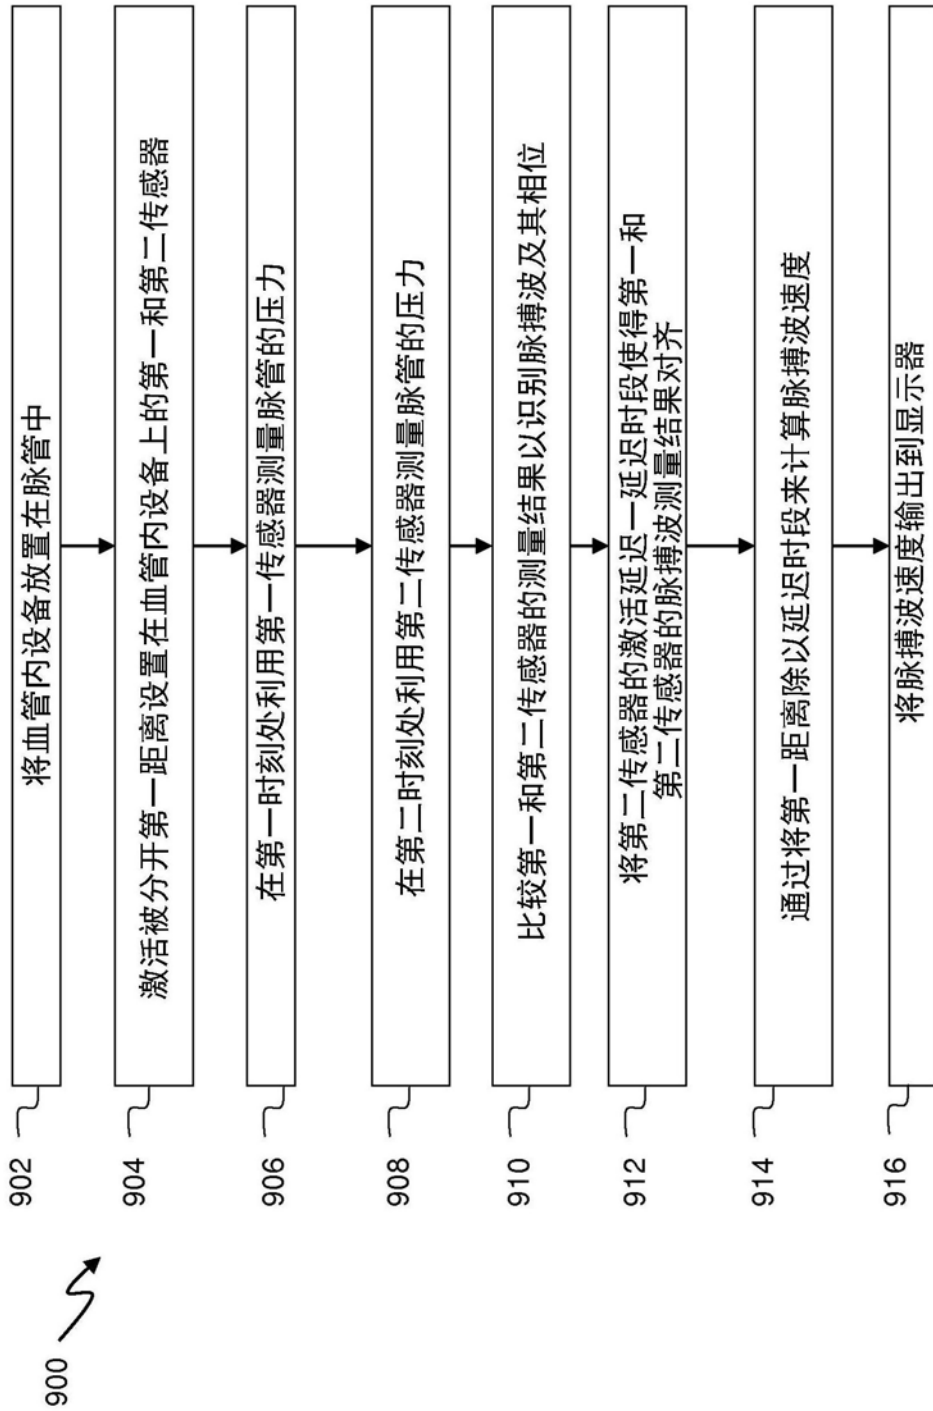 900
902
将血管内设备放置在脉管中
904
激活被分开第一距离设置在血管内设备上的第一和第二传感器
906
在第一时刻处利用第一传感器测量脉管的压力
908
在第二时刻处利用第二传感器测量脉管的压力
910
比较第一和第二传感器的测量结果以识别脉搏波及其相位
912
将第二传感器的激活延迟一延迟时段使得第一和
第二传感器的脉搏波测量结果对齐
914
通过将第一距离除以延迟时段来计算脉搏波速度
916
将脉搏波速度输出到显示器